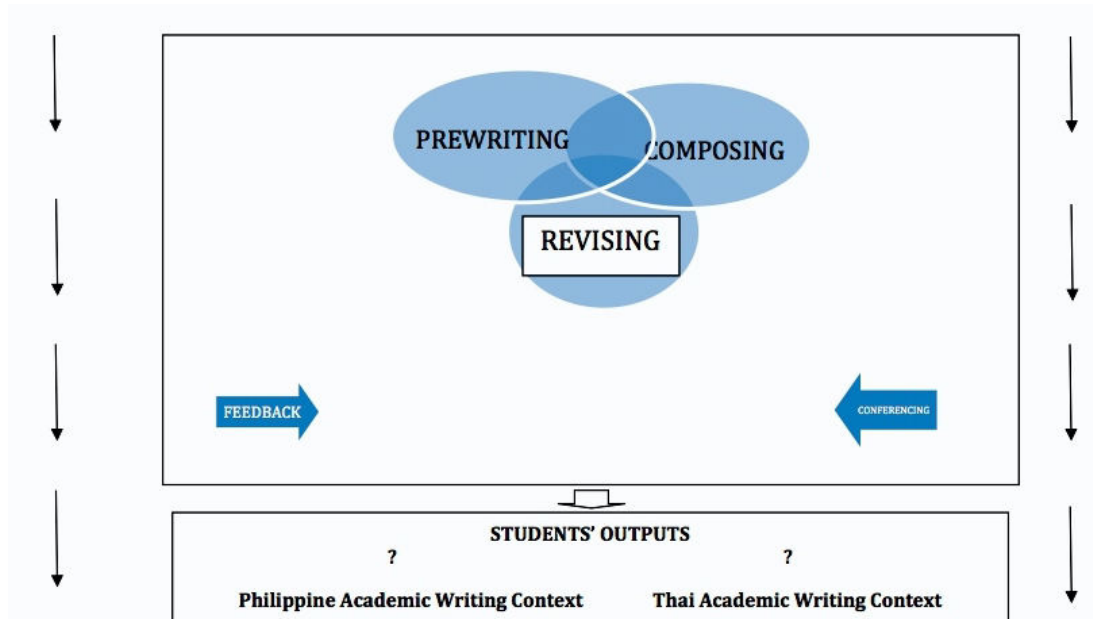 PREWRITING
COMPOSING
REVISING
FEEDBACK
CONFERENCING
STUDENTS' OUTPUTS
? ?
Philippine Academic Writing Context Thai Academic Writing Context